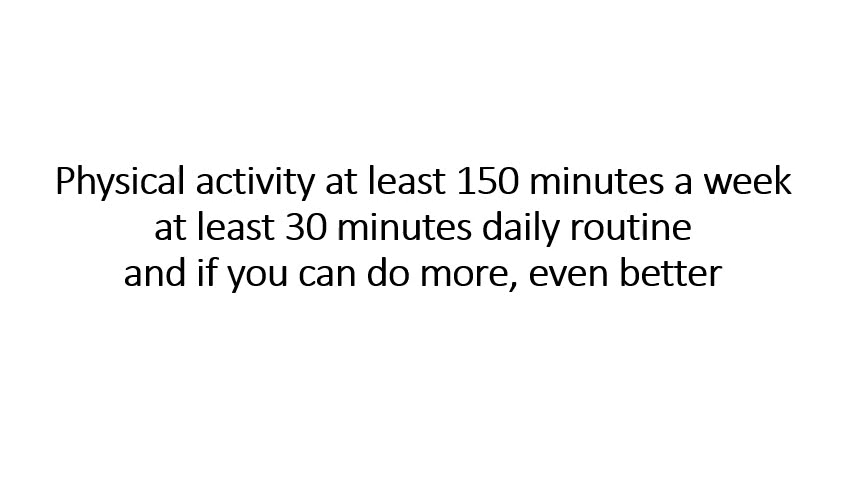 Physical activity at least 150 minutes a week
at least 30 minutes daily routine
and if you can do more, even better